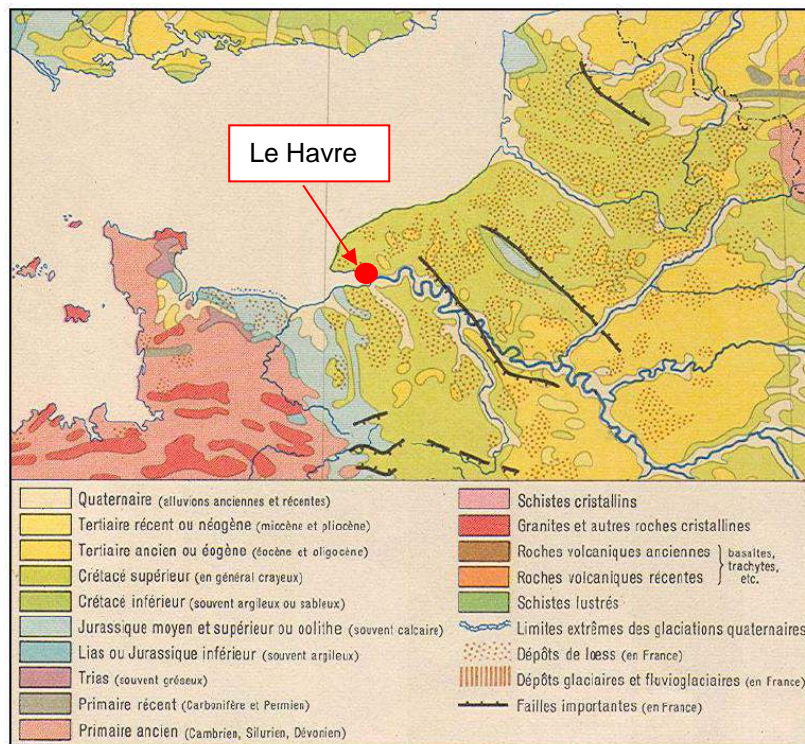 Le Havre
Quaternaire (alluvions anciennes et récentes)
Tertiaire récent ou néogène (miocène et pliocène)
Tertiaire ancien ou éogène (éocène et oligocène)
Crétacé supérieur (en général crayeux)
Crétacé inférieur (souvent argileux ou sableux)
Jurassique moyen et supérieur ou oolithe (souvent calcaire)
Lias ou Jurassique inférieur (souvent argileux)
Trias (souvent gréseux)
Primaire récent (Carbonifère et Permien)
Primaire ancien (Cambrien, Silurien, Dévonien)
Schistes cristallins
Granites et autres roches cristallines
Roches volcaniques anciennes
Roches volcaniques récentes
basaltes, trachytes,
etc.
Schistes lustrés
Limites extrêmes des glaciations quaternaires
Dépôts de lœss (en France)
Dépôts glaciaires et fluvioglaciaires (en France)
Failles importantes (en France)